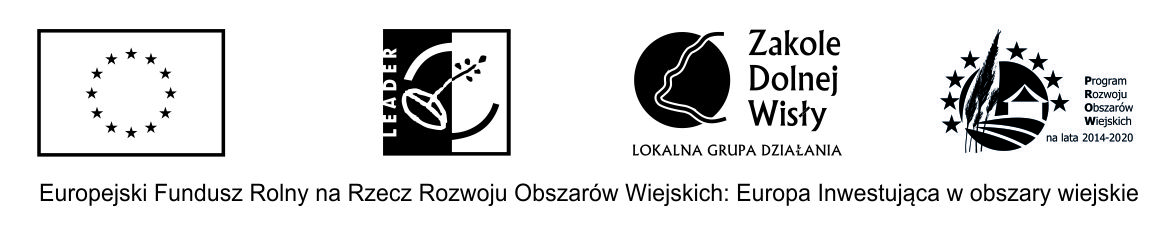 LEADER
Zakole
Dolnej
Wisły
LOKALNA GRUPA DZIAŁANIA
Program
Rozwoju
Obszarów
Wiejskich
na lata 2014-2020
Europejski Fundusz Rolny na Rzecz Rozwoju Obszarów Wiejskich: Europa Inwestująca w obszary wiejskie